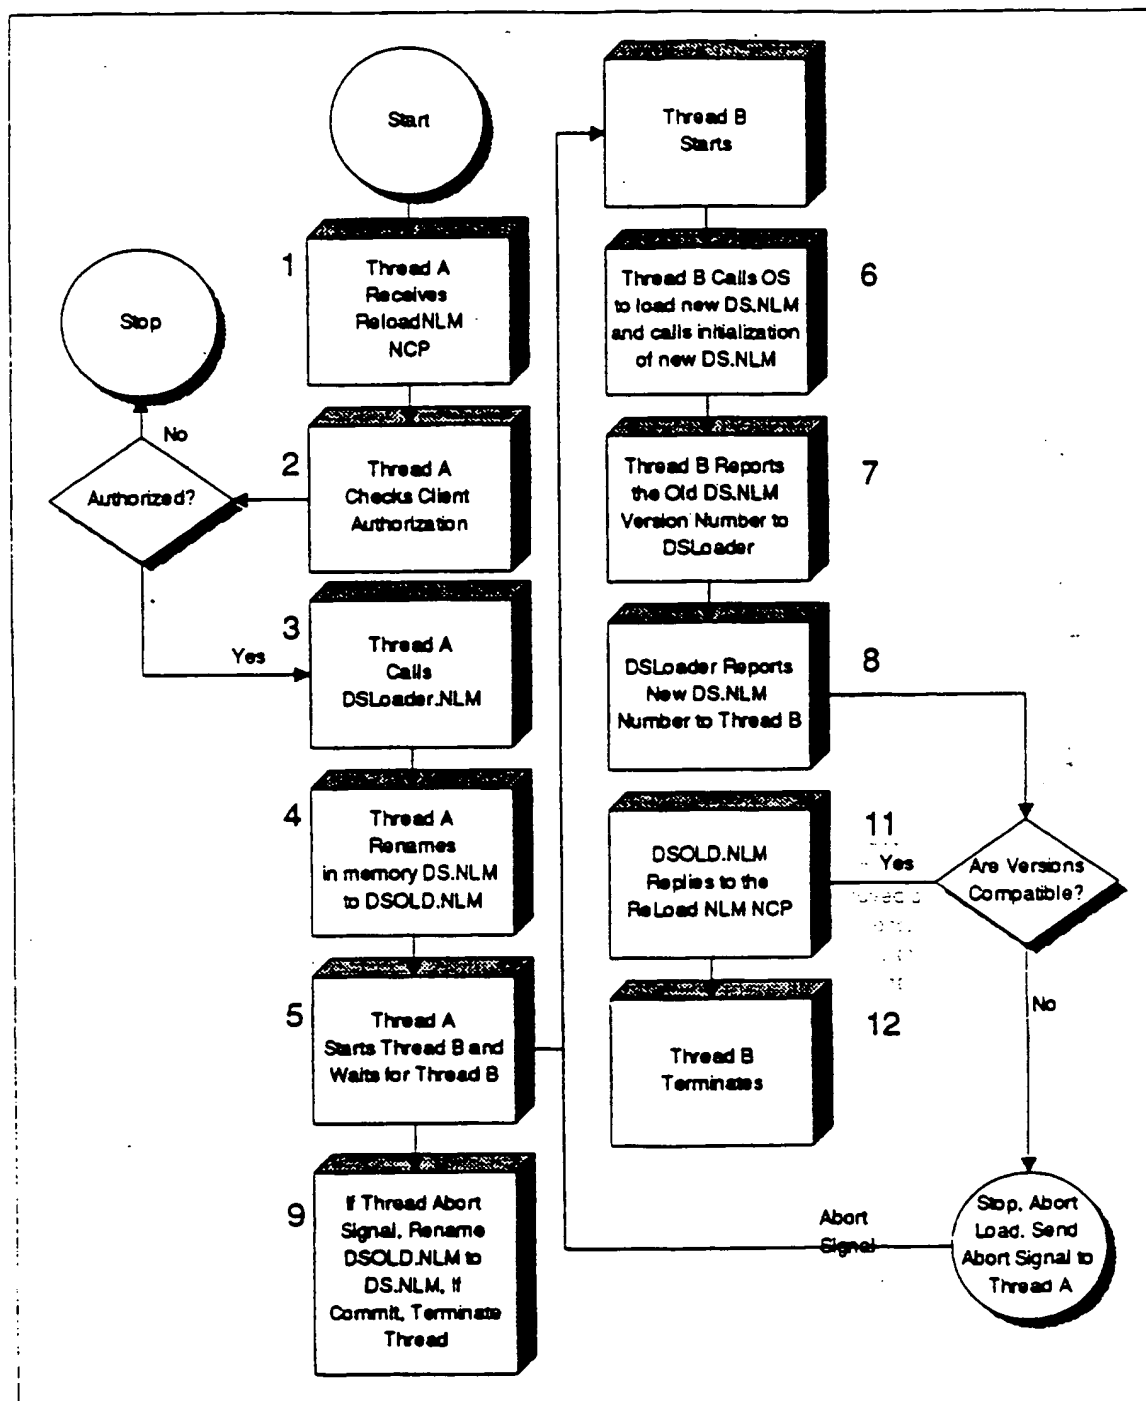 Start
1
Thread A
Receives
ReloadNLM
NCP
Stop
No
Authorized?
2
Thread A
Checks Client
Authorization
Yes
3
Thread A
Calls
DSLoader.NLM
4
Thread A
Renames
in memory DS.NLM
to DSOLD.NLM
5
Thread A
Starts Thread B and
Waits for Thread B
9
If Thread Abort
Signal, Rename
DSOLD.NLM to
DS.NLM, If
Commit, Terminate
Thread
Thread B
Starts
6
Thread B Calls OS
to load new DS.NLM
and calls initialization
of new DS.NLM
7
Thread B Reports
the Old DS.NLM
Version Number to
DSLoader
8
DSLoader Reports
New DS.NLM
Number to Thread B
Are Versions
Compatible?
Yes
11
DSOLD.NLM
Replies to the
ReLoad NLM NCP
12
Thread B
Terminates
No
Stop, Abort
Load. Send
Abort Signal to
Thread A
Abort
Signal